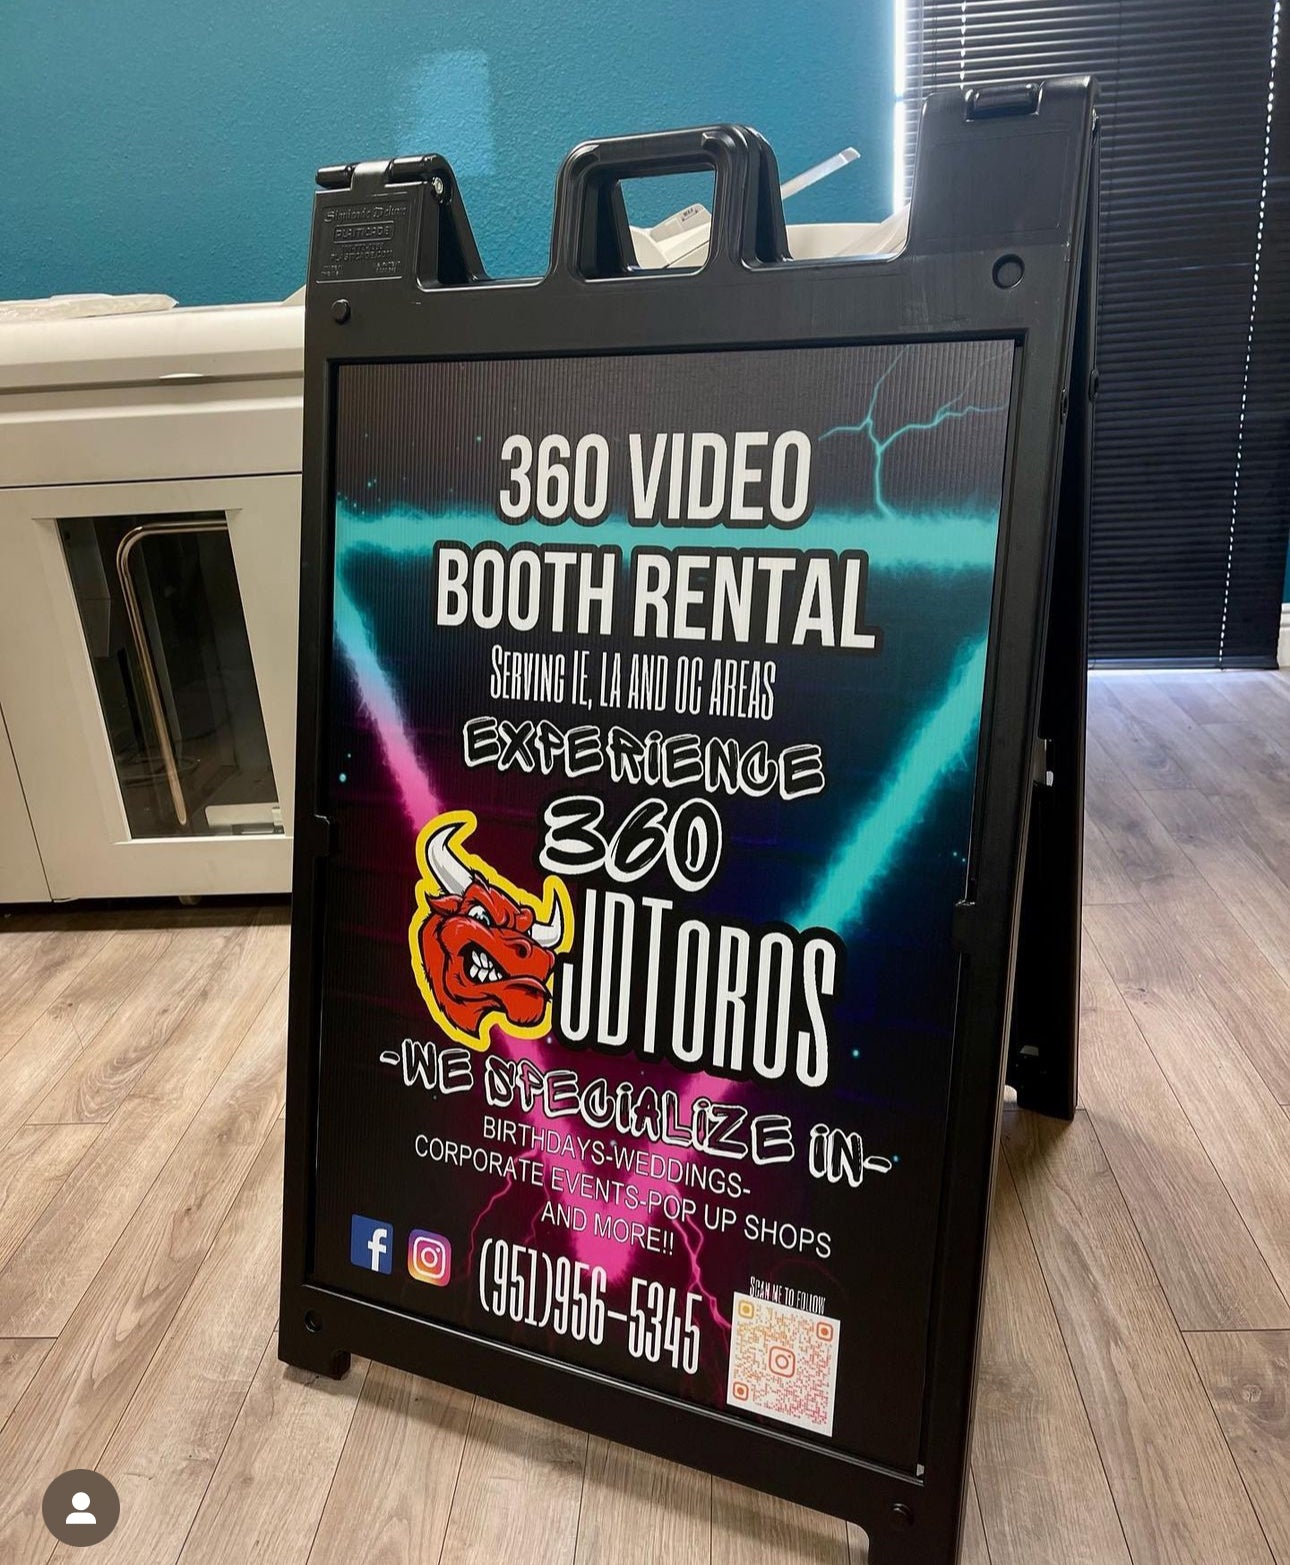 360 VIDEO
BOOTH RENTAL
SERVING IE, LA AND OC AREAS
EXPERIENCE
360
JDTOROS
-WE SPECIALIZE IN-
BIRTHDAYS-WEDDINGS-
CORPORATE EVENTS-POP UP SHOPS
AND MORE!!
(951)956-5345
SCAN ME TO FOLLOW